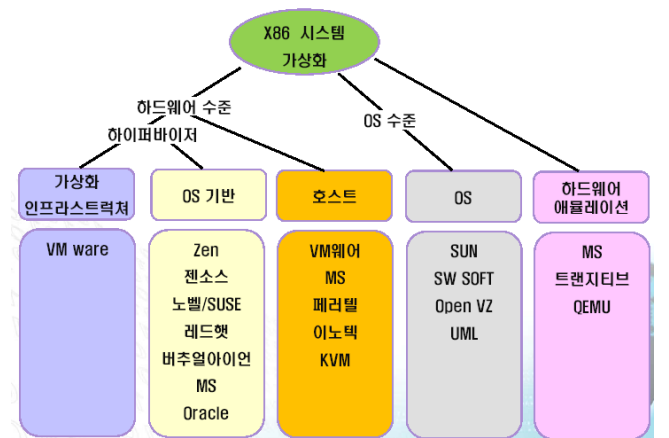 X86 시스템
가상화
하드웨어 수준
하이퍼바이저
OS 수준
가상화
인프라스트럭쳐
OS 기반
호스트
OS
하드웨어
애뮬레이션
VM ware
Zen
젠소스
노벨/SUSE
레드햇
버추얼아이언
MS
Oracle
VM웨어
MS
페러텔
이노텍
KVM
SUN
SW SOFT
Open VZ
UML
MS
트랜지티브
QEMU